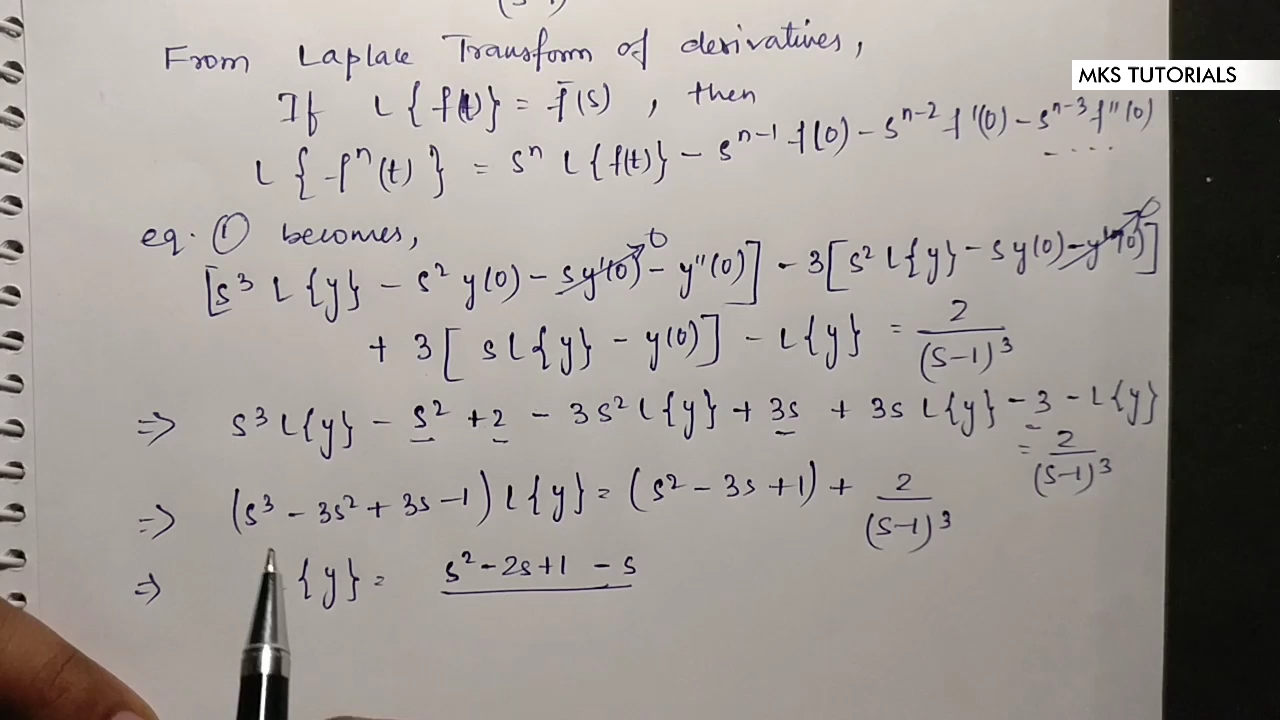 (s-1)
From Laplace Transform of derivatives,
MKS TUTORIALS
If L{f(t)} = f̄(s), then
L{fⁿ(t)} = sⁿ L{f(t)} - sⁿ⁻¹ f(0) - sⁿ⁻² f'(0) - sⁿ⁻³ f''(0) - ....
eq. ① becomes,
[s³ L{y} - s² y(0) - sy'(0) - y''(0)] - 3[s² L{y} - sy(0) - y'(0)]
+ 3[sL{y} - y(0)] - L{y} = 2/(s-1)³
⇒ s³ L{y} - s² + 2 - 3s² L{y} + 3s + 3s L{y} - 3 - L{y} = 2/(s-1)³
⇒ (s³ - 3s² + 3s - 1) L{y} = (s² - 3s + 1) + 2/(s-1)³
⇒ {y} = s² - 2s + 1 - s